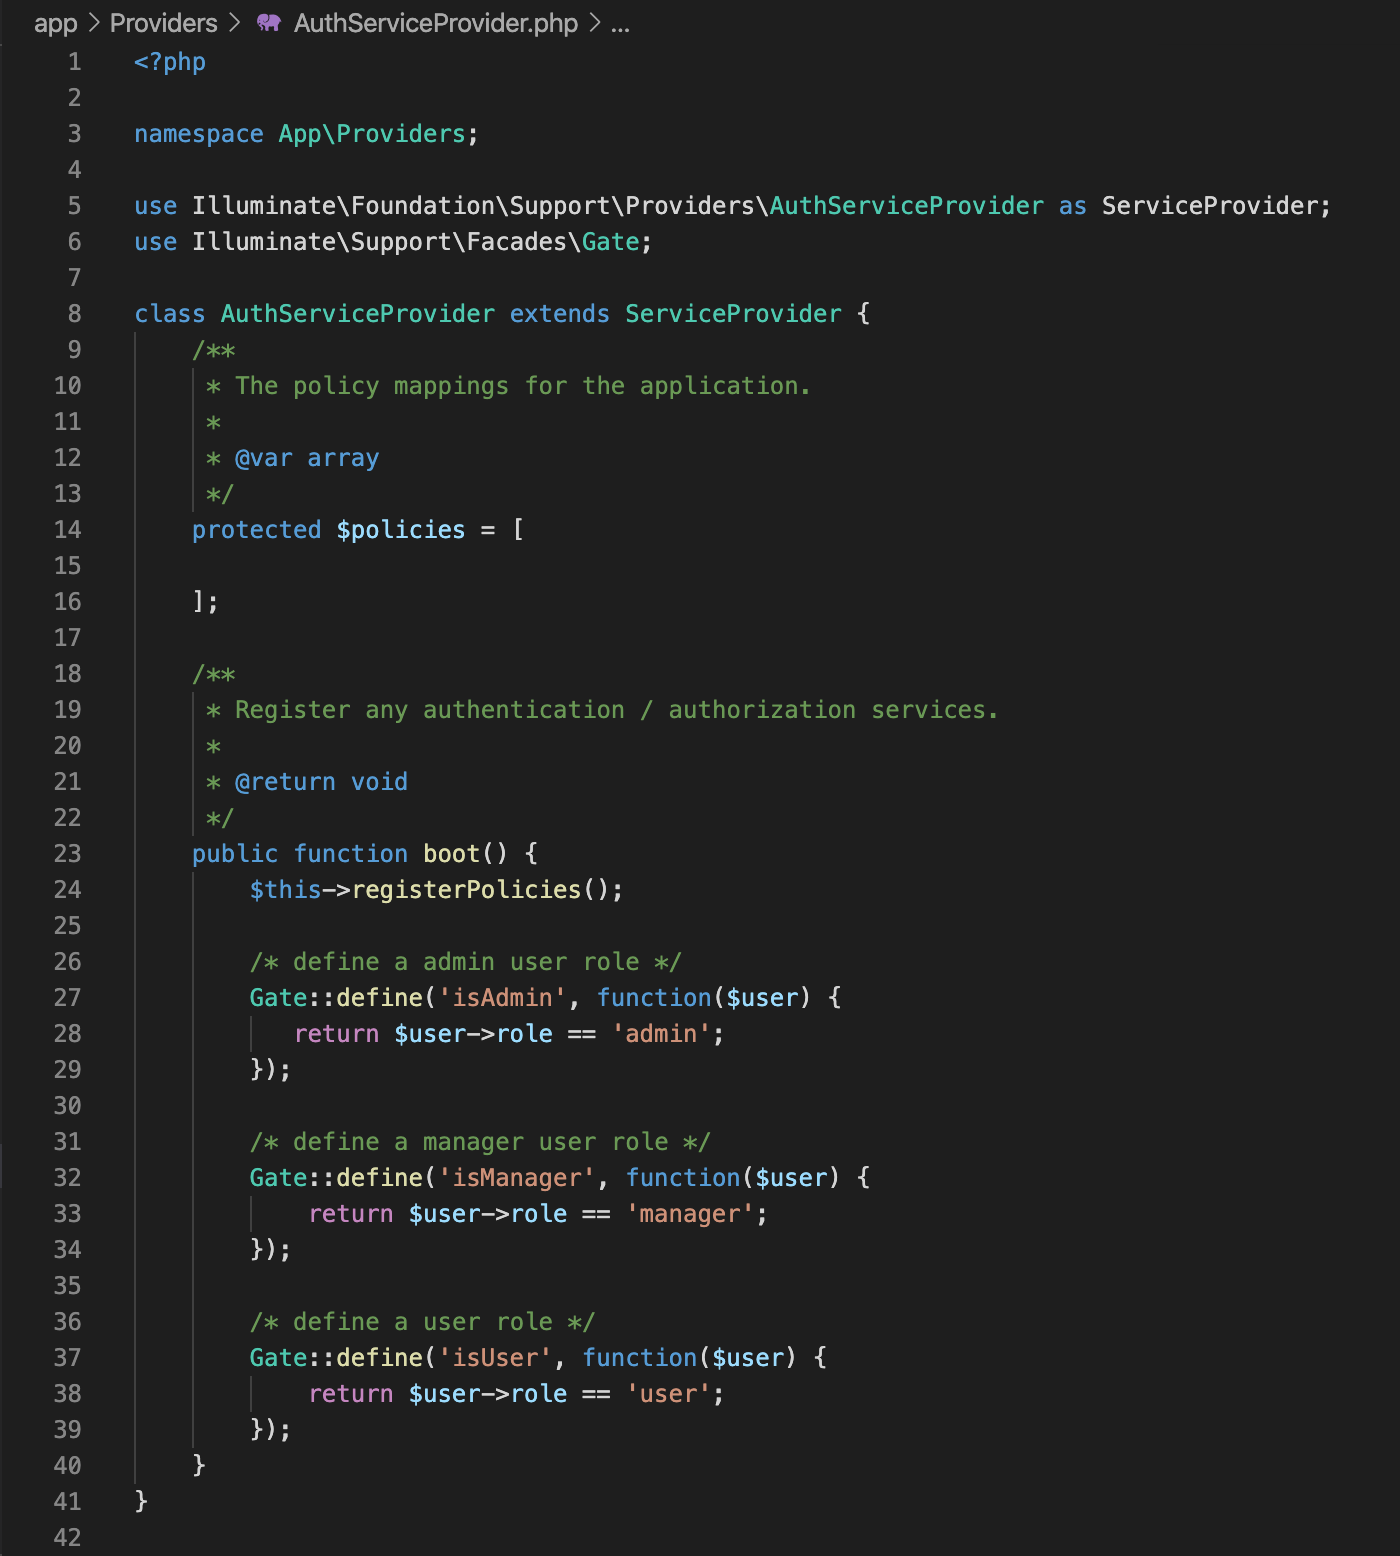 app > Providers > AuthServiceProvider.php > ...
1 <?php
2
3 namespace App\Providers;
4
5 use Illuminate\Foundation\Support\Providers\AuthServiceProvider as ServiceProvider;
6 use Illuminate\Support\Facades\Gate;
7
8 class AuthServiceProvider extends ServiceProvider {
9     /**
10      * The policy mappings for the application.
11      *
12      * @var array
13      */
14     protected $policies = [
15
16     ];
17
18     /**
19      * Register any authentication / authorization services.
20      *
21      * @return void
22      */
23     public function boot() {
24         $this->registerPolicies();
25
26         /* define a admin user role */
27         Gate::define('isAdmin', function($user) {
28            return $user->role == 'admin';
29         });
30
31         /* define a manager user role */
32         Gate::define('isManager', function($user) {
33             return $user->role == 'manager';
34         });
35
36         /* define a user role */
37         Gate::define('isUser', function($user) {
38             return $user->role == 'user';
39         });
40     }
41 }
42